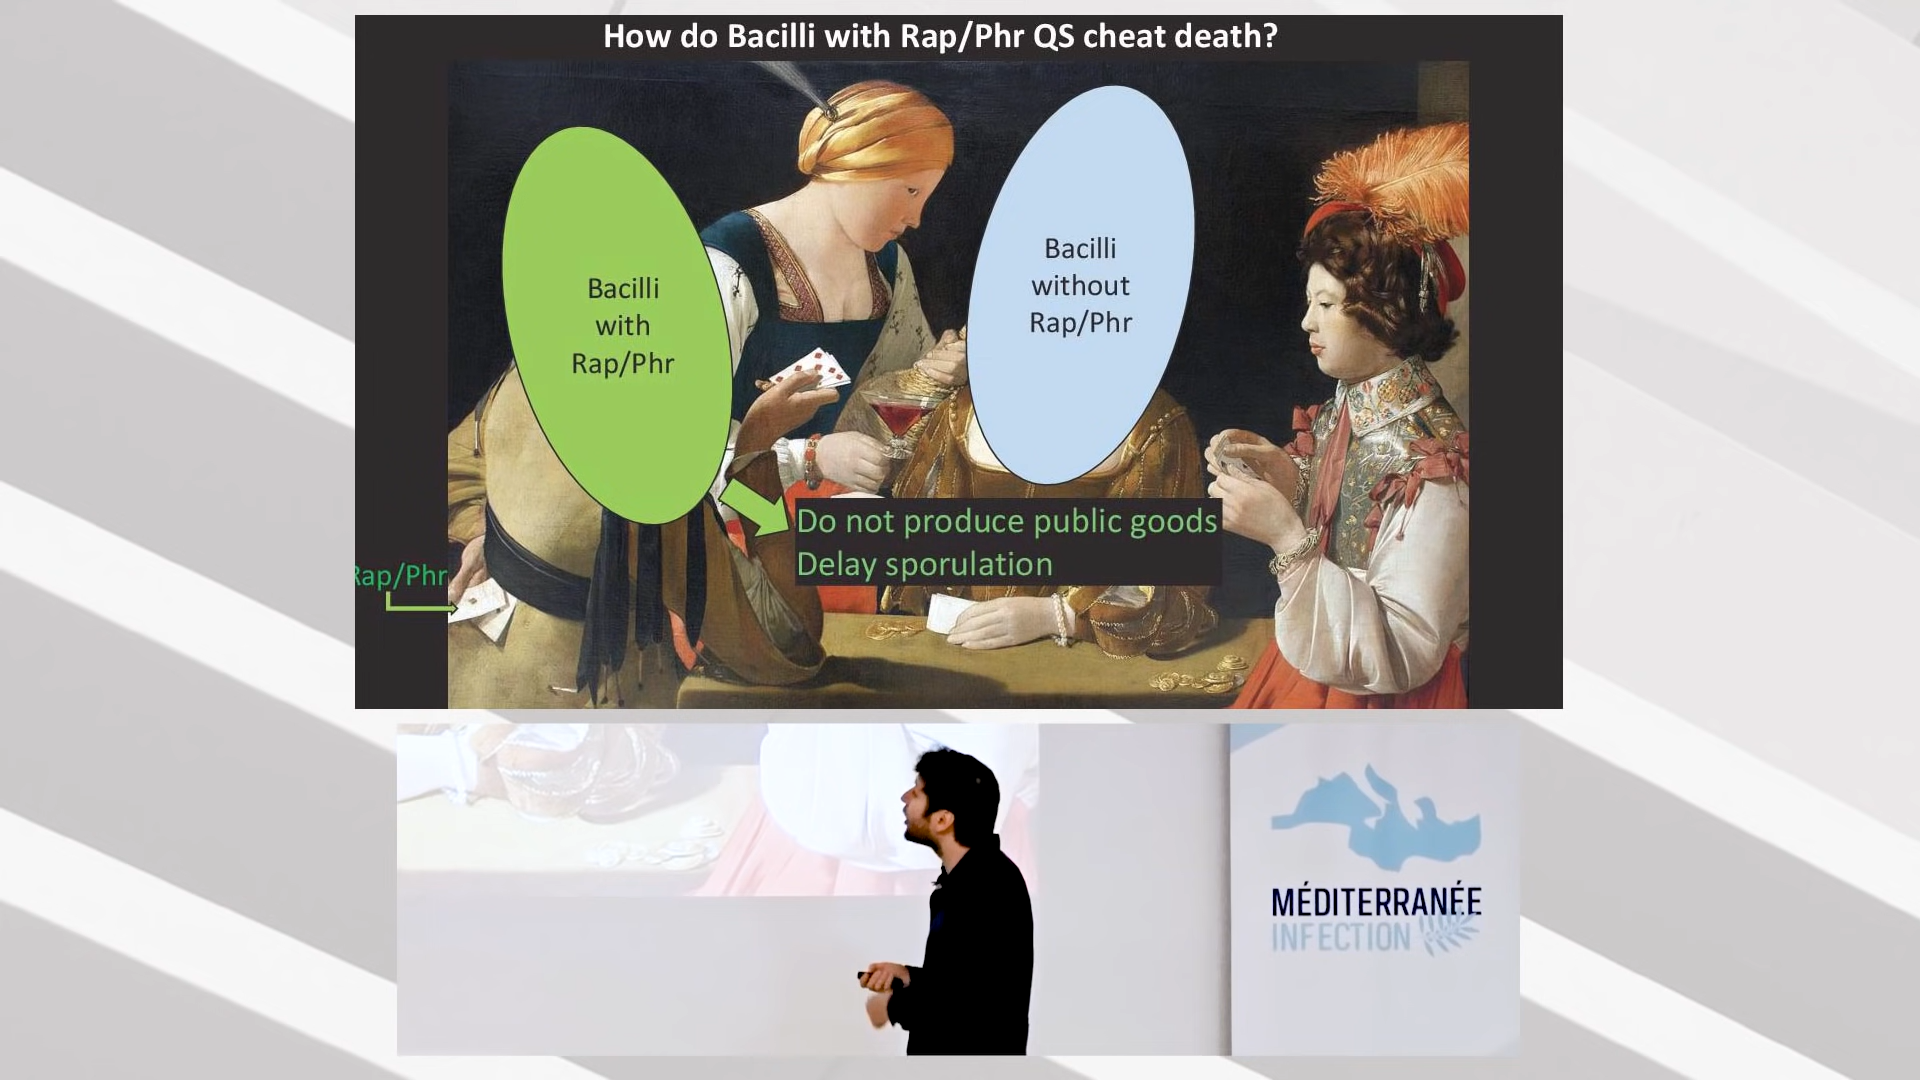 How do Bacilli with Rap/Phr QS cheat death?
Bacilli
with
Rap/Phr
Bacilli
without
Rap/Phr
Do not produce public goods
Delay sporulation
Rap/Phr
MÉDITERRANÉE
INFECTION